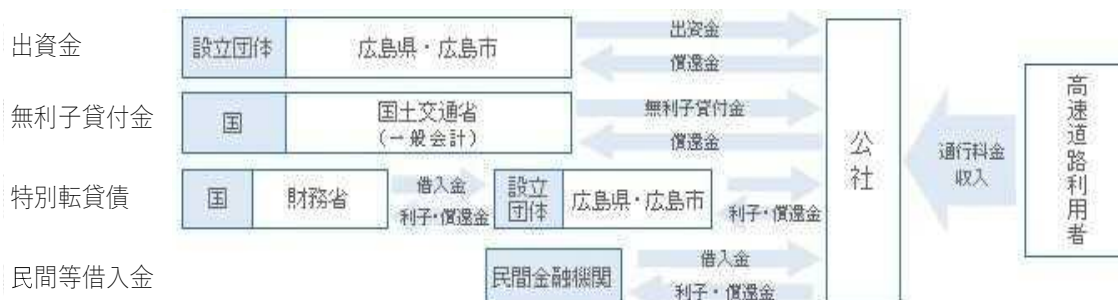 出資金
設立団体
広島県・広島市
出資金
償還金
無利子貸付金
国
国土交通省
(一般会計)
無利子貸付金
償還金
特別転貸債
国
財務省
借入金
利子・償還金
設立
団体
広島県・広島市
利子・償還金
民間等借入金
民間金融機関
借入金
利子・償還金
公社
通行料金
収入
高速道路利用者